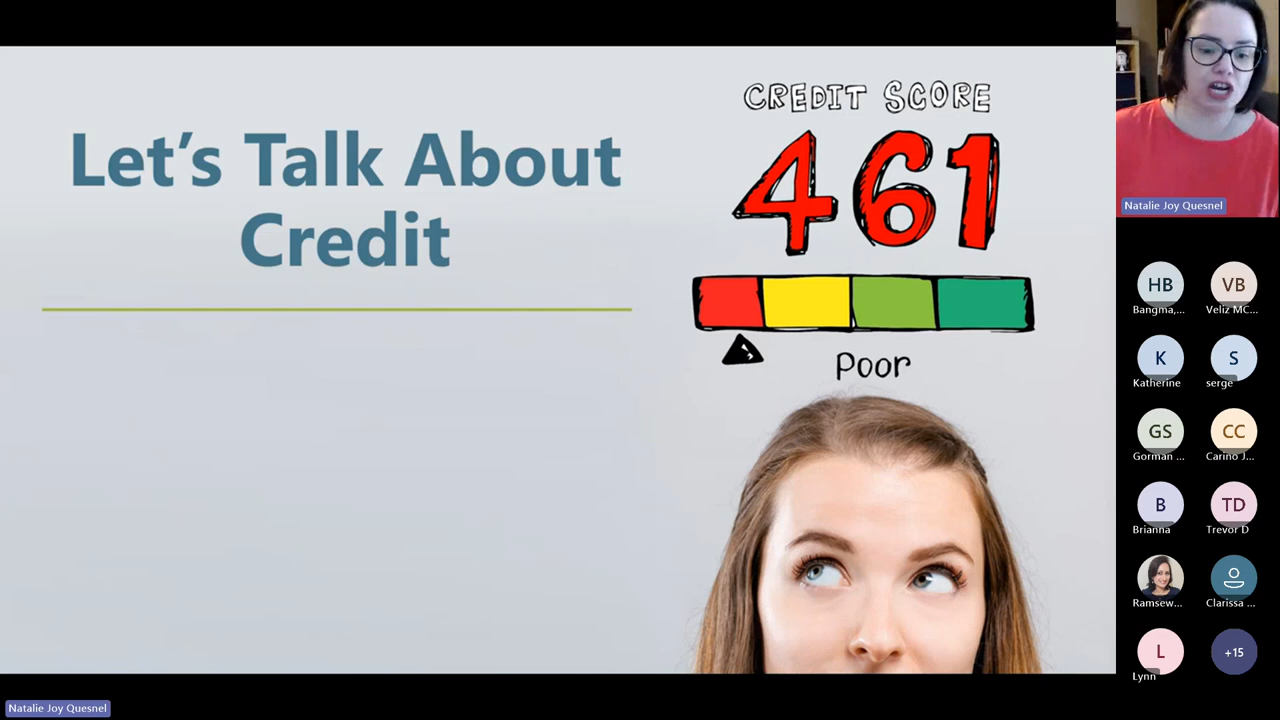 Let's Talk About
Credit
CREDIT SCORE
461
Poor
Natalie Joy Quesnel
HB
Bangma,...
VB
Veliz MC...
K
Katherine
S
serge
GS
Gorman ...
CC
Carino J...
B
Brianna
TD
Trevor D
Ramsew...
Clarissa ...
L
Lynn
+15
Natalie Joy Quesnel